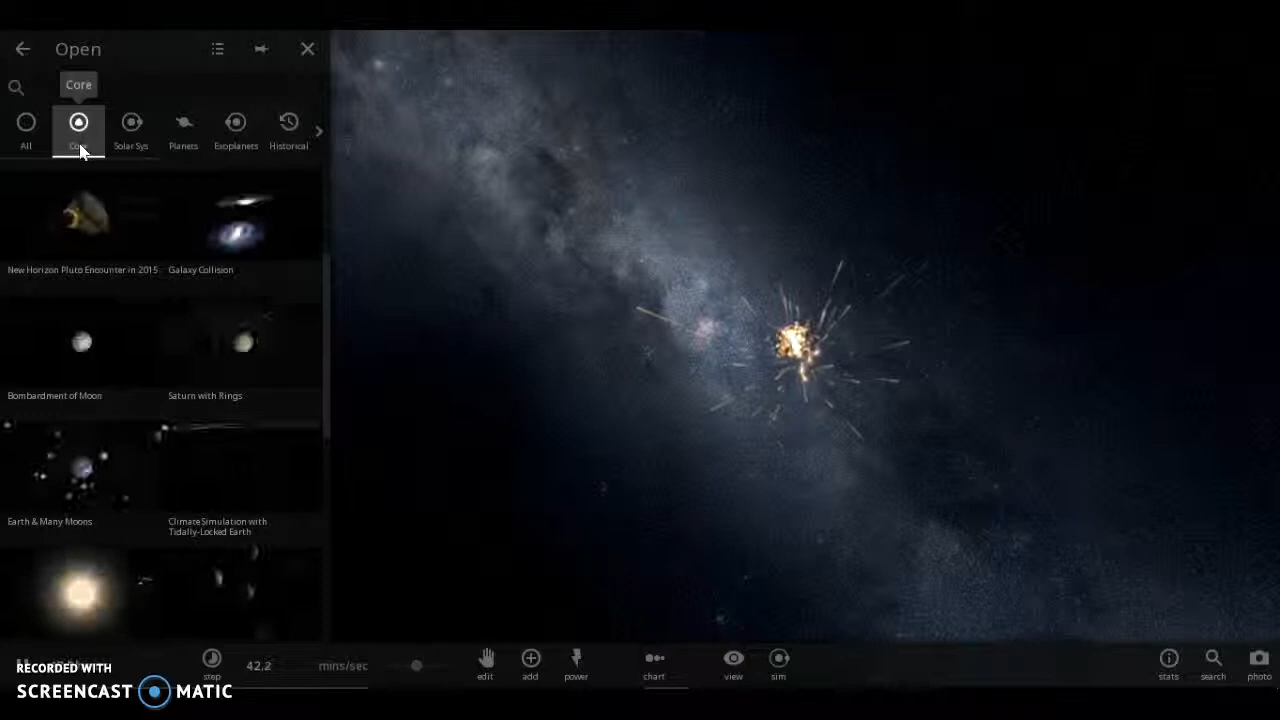 Open
Core
All
Core
Solar Sys
Planets
Exoplanets
Historical
New Horizon Pluto Encounter in 2015
Galaxy Collision
Bombardment of Moon
Saturn with Rings
Earth & Many Moons
Climate Simulation with
Tidally-Locked Earth
RECORDED WITH
SCREENCAST MATIC
step
42.2 mins/sec
edit
add
power
chart
view
sim
stats
search
photo